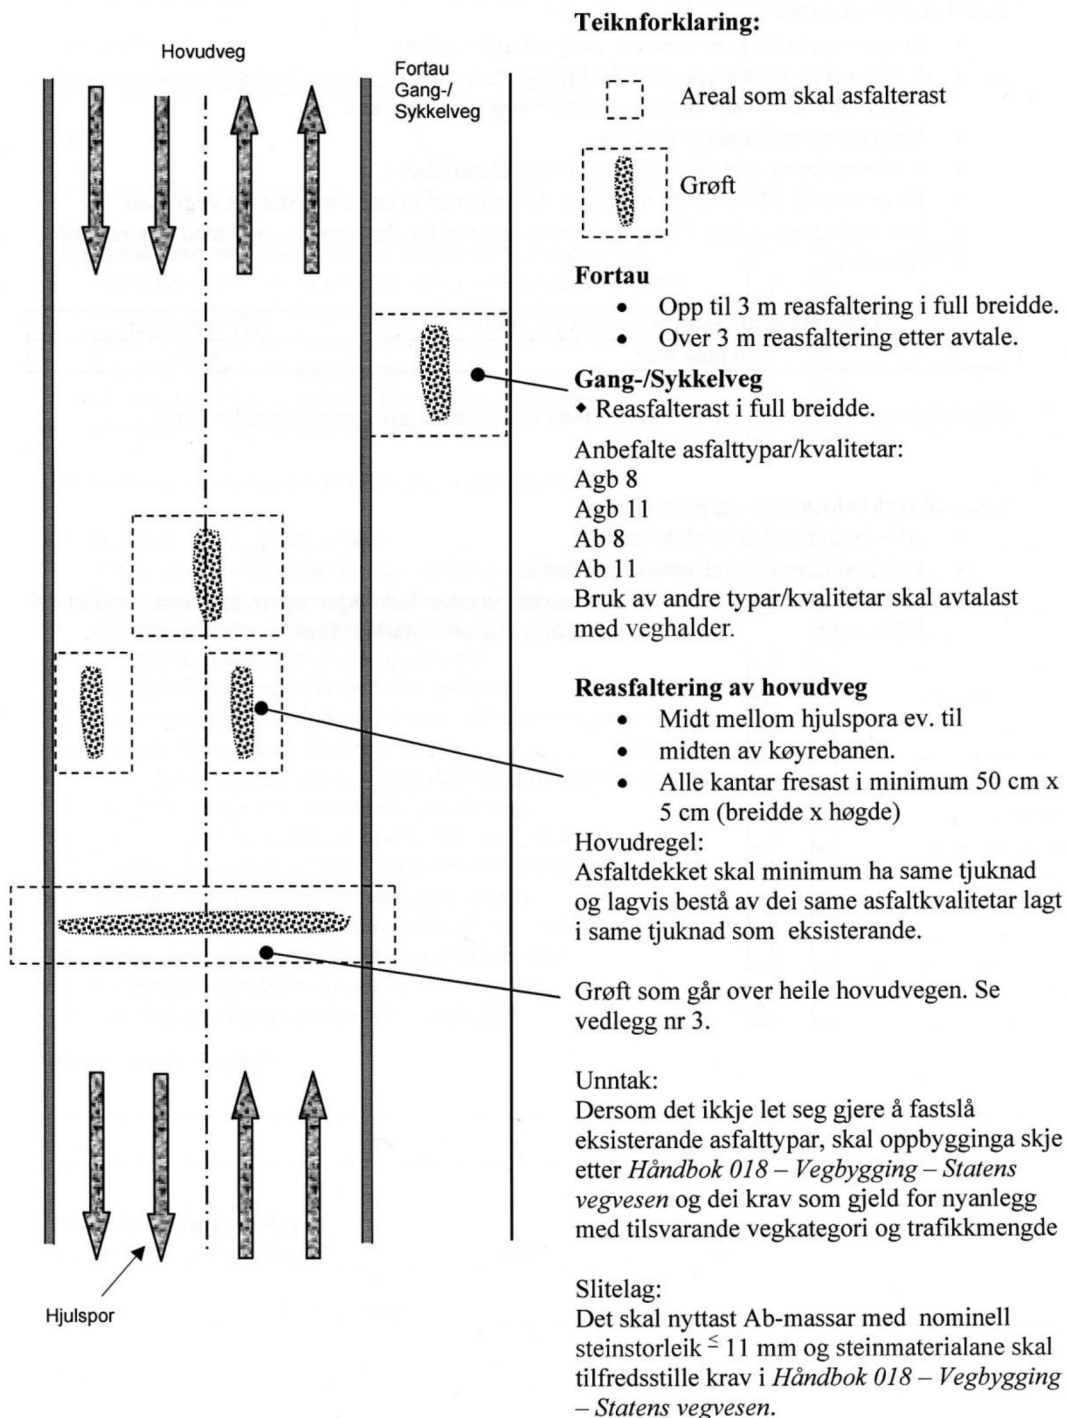 Hovudveg
Fortau
Gang-/
Sykkelveg
Hjulspor
Teiknforklaring:
Areal som skal asfalterast
Grøft
Fortau
• Opp til 3 m reasfaltering i full breidde.
• Over 3 m reasfaltering etter avtale.
Gang-/Sykkelveg
◆ Reasfalterast i full breidde.
Anbefalte asfalttypar/kvalitetar:
Agb 8
Agb 11
Ab 8
Ab 11
Bruk av andre typar/kvalitetar skal avtalast
med veghalder.
Reasfaltering av hovudveg
• Midt mellom hjulspora ev. til
• midten av køyrebanen.
• Alle kantar fresast i minimum 50 cm x
5 cm (breidde x høgde)
Hovudregel:
Asfaltdekket skal minimum ha same tjuknad
og lagvis bestå av dei same asfaltkvalitetar lagt
i same tjuknad som eksisterande.
Grøft som går over heile hovudvegen. Se
vedlegg nr 3.
Unntak:
Dersom det ikkje let seg gjere å fastslå
eksisterande asfalttypar, skal oppbygginga skje
etter Håndbok 018 – Vegbygging – Statens
vegvesen og dei krav som gjeld for nyanlegg
med tilsvarande vegkategori og trafikkmengde
Slitelag:
Det skal nyttast Ab-massar med nominell
steinstorleik ≤ 11 mm og steinmaterialane skal
tilfredsstille krav i Håndbok 018 – Vegbygging
– Statens vegvesen.